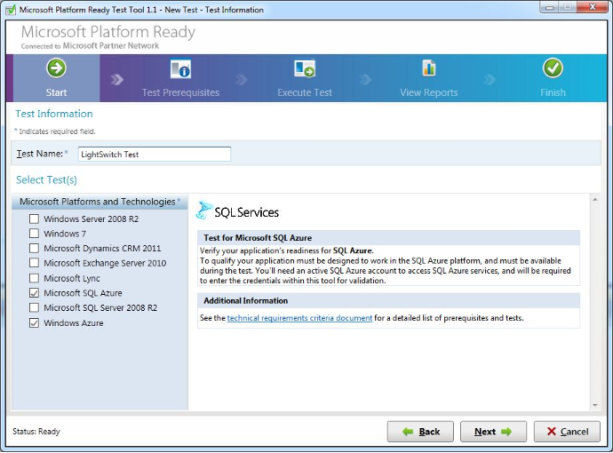 Microsoft Platform Ready Test Tool 1.1 - New Test - Test Information
Microsoft Platform Ready
Connected to Microsoft Partner Network
Start
Test Prerequisites
Execute Test
View Reports
Finish
Test Information
* Indicates required field.
Test Name: * LightSwitch Test
Select Test(s)
Microsoft Platforms and Technologies *
Windows Server 2008 R2
Windows 7
Microsoft Dynamics CRM 2011
Microsoft Exchange Server 2010
Microsoft Lync
Microsoft SQL Azure
Microsoft SQL Server 2008 R2
Windows Azure
SQL Services
Test for Microsoft SQL Azure
Verify your application's readiness for SQL Azure.
To qualify your application must be designed to work in the SQL Azure platform, and must be available
during the test. You'll need an active SQL Azure account to access SQL Azure services, and will be required
to enter the credentials within this tool for validation.
Additional Information
See the technical requirements criteria document for a detailed list of prerequisites and tests.
Status: Ready
Back
Next
Cancel